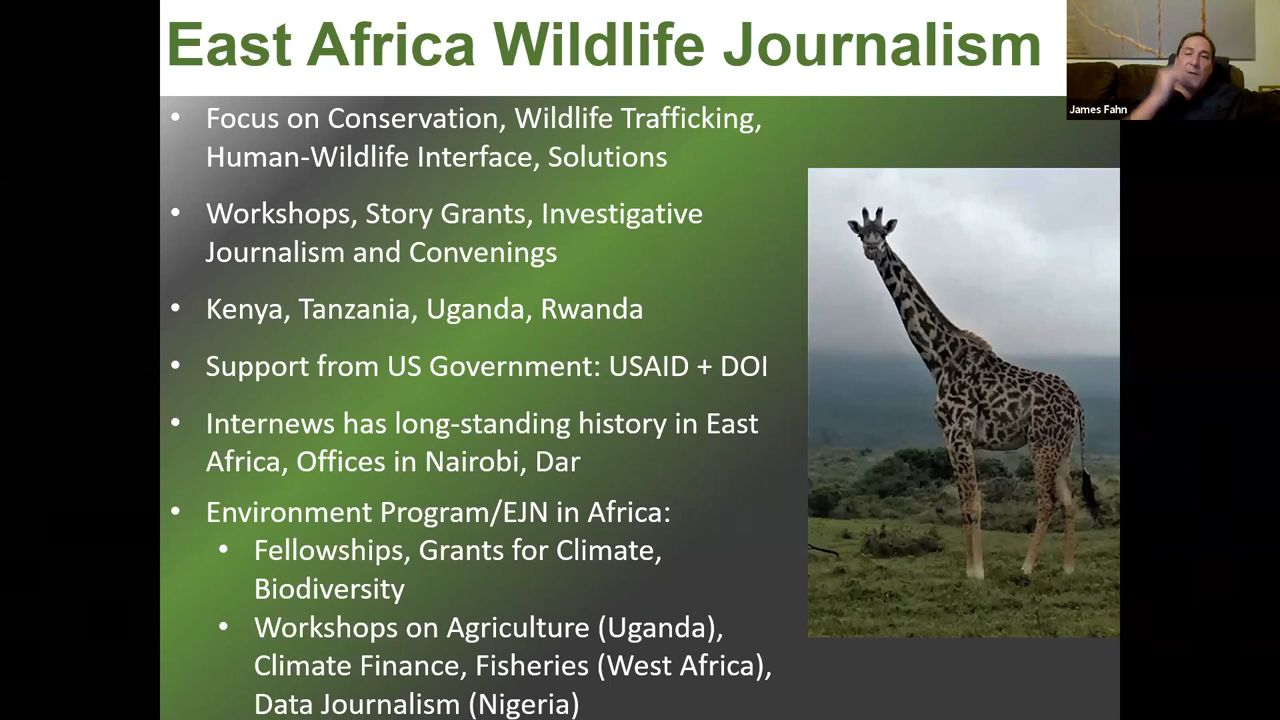 East Africa Wildlife Journalism
James Fahn
• Focus on Conservation, Wildlife Trafficking,
Human-Wildlife Interface, Solutions
• Workshops, Story Grants, Investigative
Journalism and Convenings
• Kenya, Tanzania, Uganda, Rwanda
• Support from US Government: USAID + DOI
• Internews has long-standing history in East
Africa, Offices in Nairobi, Dar
• Environment Program/EJN in Africa:
• Fellowships, Grants for Climate,
Biodiversity
• Workshops on Agriculture (Uganda),
Climate Finance, Fisheries (West Africa),
Data Journalism (Nigeria)